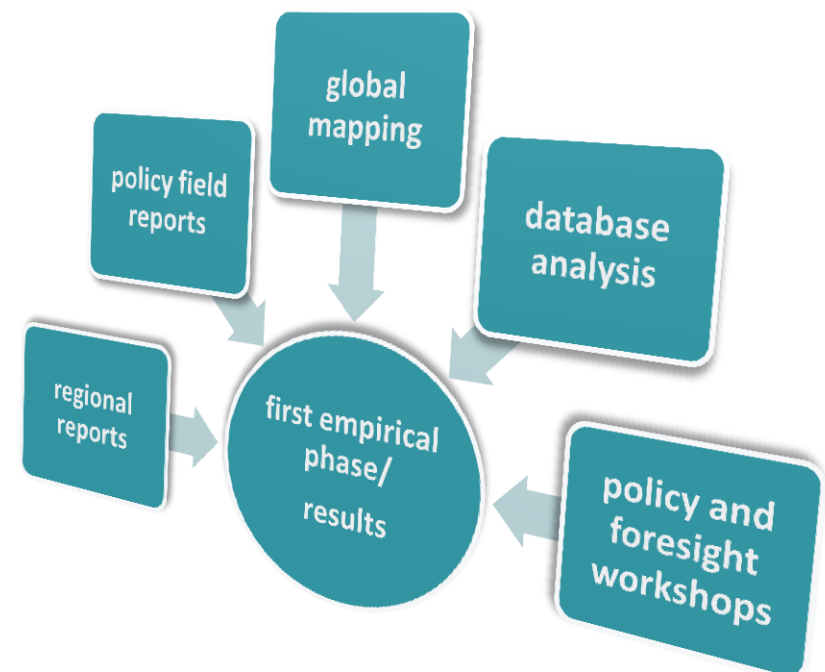 global
mapping
policy field
reports
database
analysis
regional
reports
first empirical
phase/
results
policy and
foresight
workshops